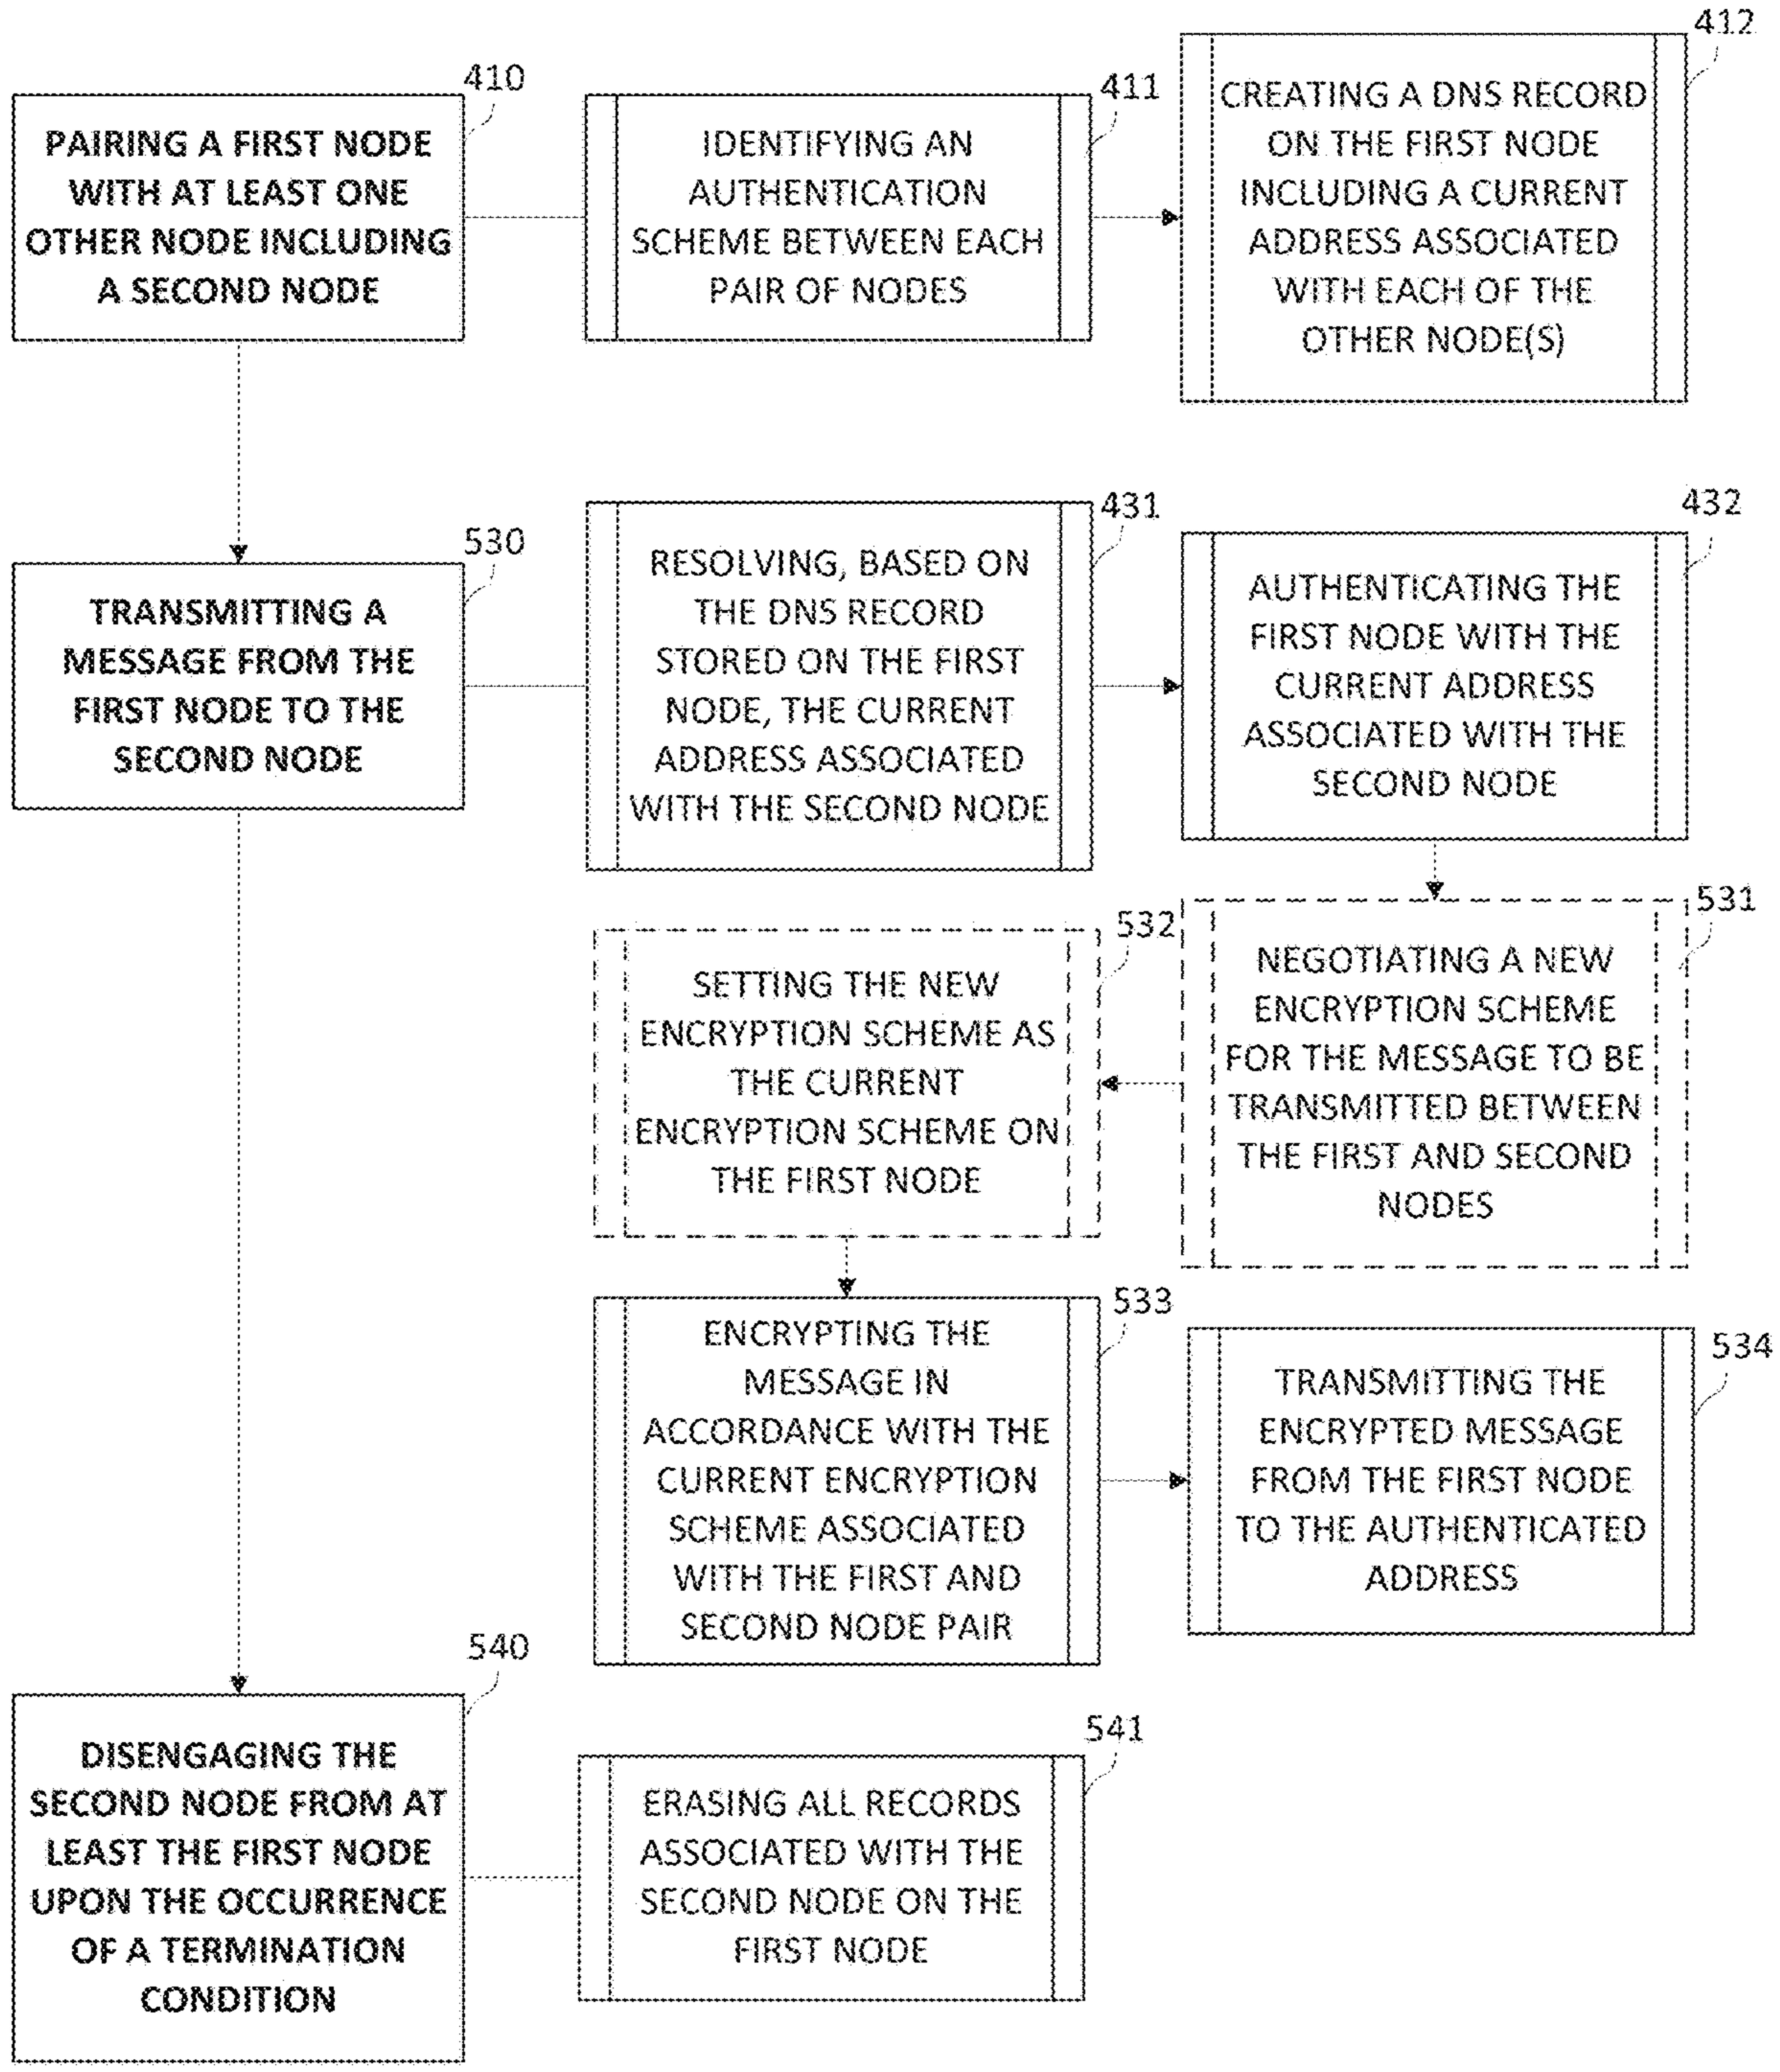 410
PAIRING A FIRST NODE
WITH AT LEAST ONE
OTHER NODE INCLUDING
A SECOND NODE
411
IDENTIFYING AN
AUTHENTICATION
SCHEME BETWEEN EACH
PAIR OF NODES
412
CREATING A DNS RECORD
ON THE FIRST NODE
INCLUDING A CURRENT
ADDRESS ASSOCIATED
WITH EACH OF THE
OTHER NODE(S)
530
TRANSMITTING A
MESSAGE FROM THE
FIRST NODE TO THE
SECOND NODE
431
RESOLVING, BASED ON
THE DNS RECORD
STORED ON THE FIRST
NODE, THE CURRENT
ADDRESS ASSOCIATED
WITH THE SECOND NODE
432
AUTHENTICATING THE
FIRST NODE WITH THE
CURRENT ADDRESS
ASSOCIATED WITH THE
SECOND NODE
531
NEGOTIATING A NEW
ENCRYPTION SCHEME
FOR THE MESSAGE TO BE
TRANSMITTED BETWEEN
THE FIRST AND SECOND
NODES
532
SETTING THE NEW
ENCRYPTION SCHEME AS
THE CURRENT
ENCRYPTION SCHEME ON
THE FIRST NODE
533
ENCRYPTING THE
MESSAGE IN
ACCORDANCE WITH THE
CURRENT ENCRYPTION
SCHEME ASSOCIATED
WITH THE FIRST AND
SECOND NODE PAIR
534
TRANSMITTING THE
ENCRYPTED MESSAGE
FROM THE FIRST NODE
TO THE AUTHENTICATED
ADDRESS
540
DISENGAGING THE
SECOND NODE FROM AT
LEAST THE FIRST NODE
UPON THE OCCURRENCE
OF A TERMINATION
CONDITION
541
ERASING ALL RECORDS
ASSOCIATED WITH THE
SECOND NODE ON THE
FIRST NODE